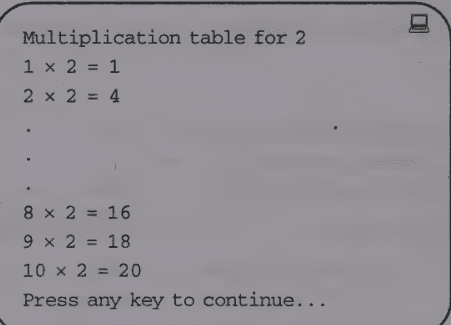 Multiplication table for 2
1 × 2 = 1
2 × 2 = 4
.
.
.
8 × 2 = 16
9 × 2 = 18
10 × 2 = 20
Press any key to continue...